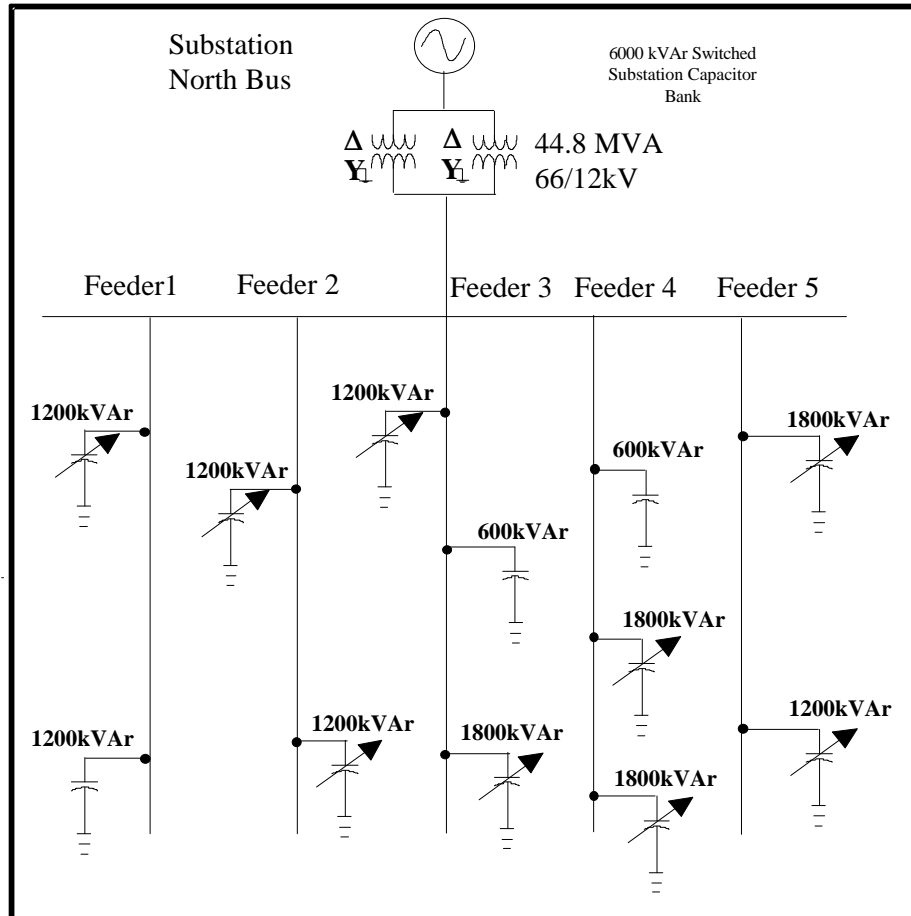 Substation
North Bus
6000 kVAr Switched
Substation Capacitor
Bank
Δ Δ 44.8 MVA
Y Y 66/12kV
Feeder1 Feeder 2 Feeder 3 Feeder 4 Feeder 5
1200kVAr
1200kVAr
1200kVAr
1800kVAr
600kVAr
600kVAr
1800kVAr
1200kVAr
1200kVAr
1800kVAr
1200kVAr
1800kVAr